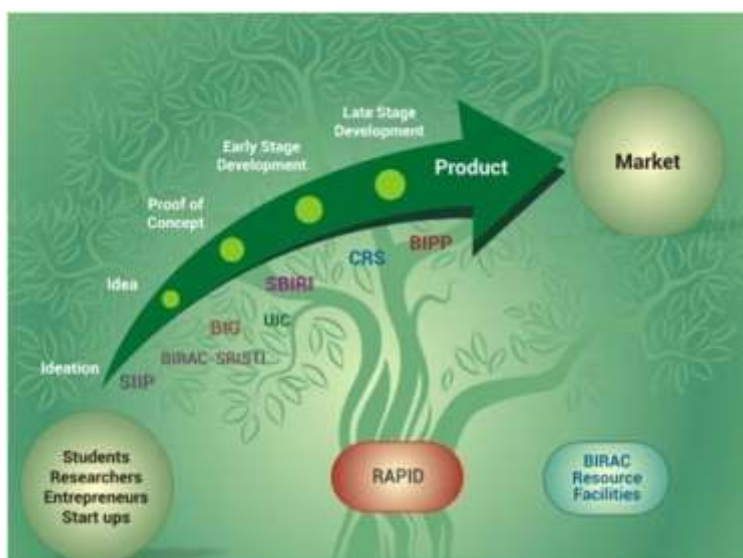 Late Stage
Development
Early Stage
Development
Product
Market
Proof of
Concept
BIPP
CRS
Idea
SBIRI
BIG
UIC
Ideation
BIRAC-SRISTI
SIIP
Students
Researchers
Entrepreneurs
Start ups
RAPID
BIRAC
Resource
Facilities